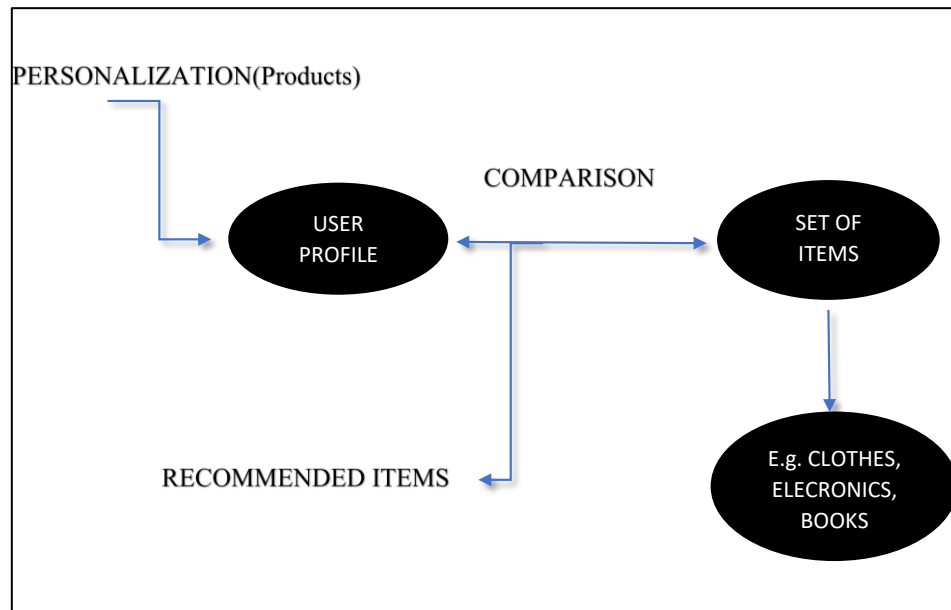 PERSONALIZATION(Products)
COMPARISON
USER
PROFILE
SET OF
ITEMS
RECOMMENDED ITEMS
E.g. CLOTHES,
ELECRONICS,
BOOKS